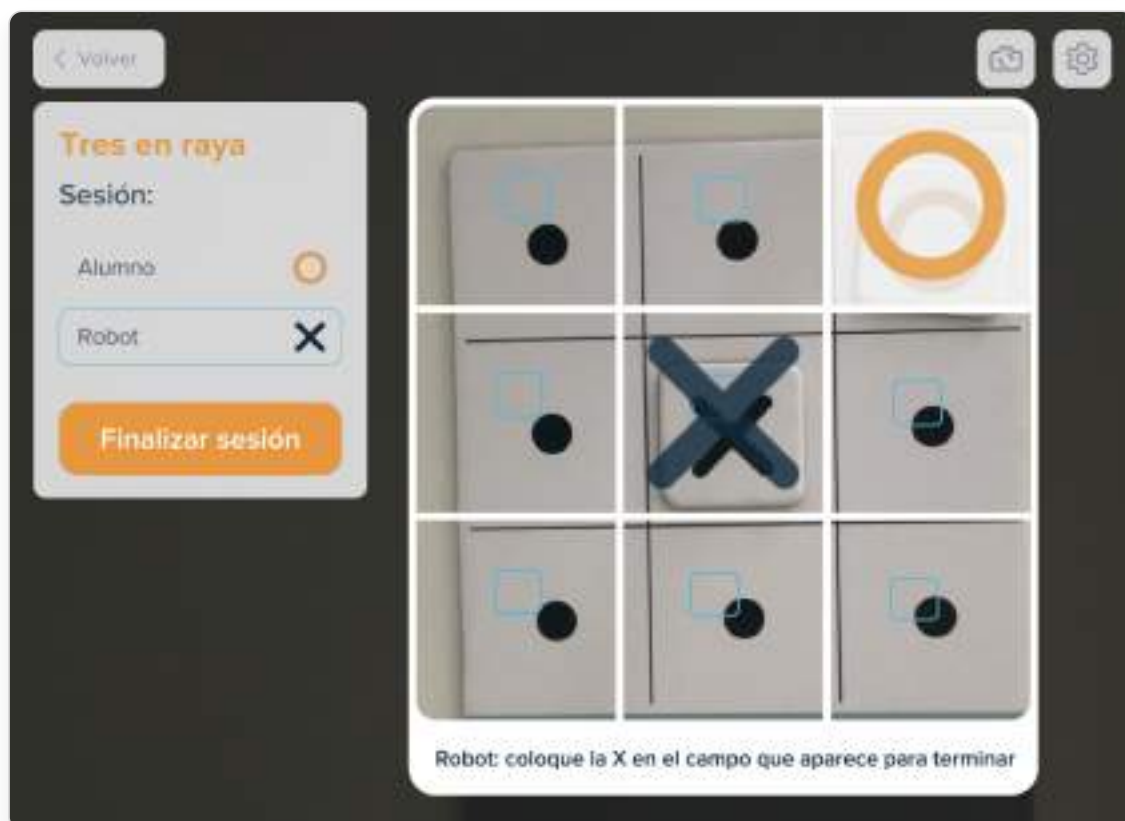 Volver
Tres en raya
Sesión:
Alumno
Robot
Finalizar sesión
Robot: coloque la X en el campo que aparece para terminar